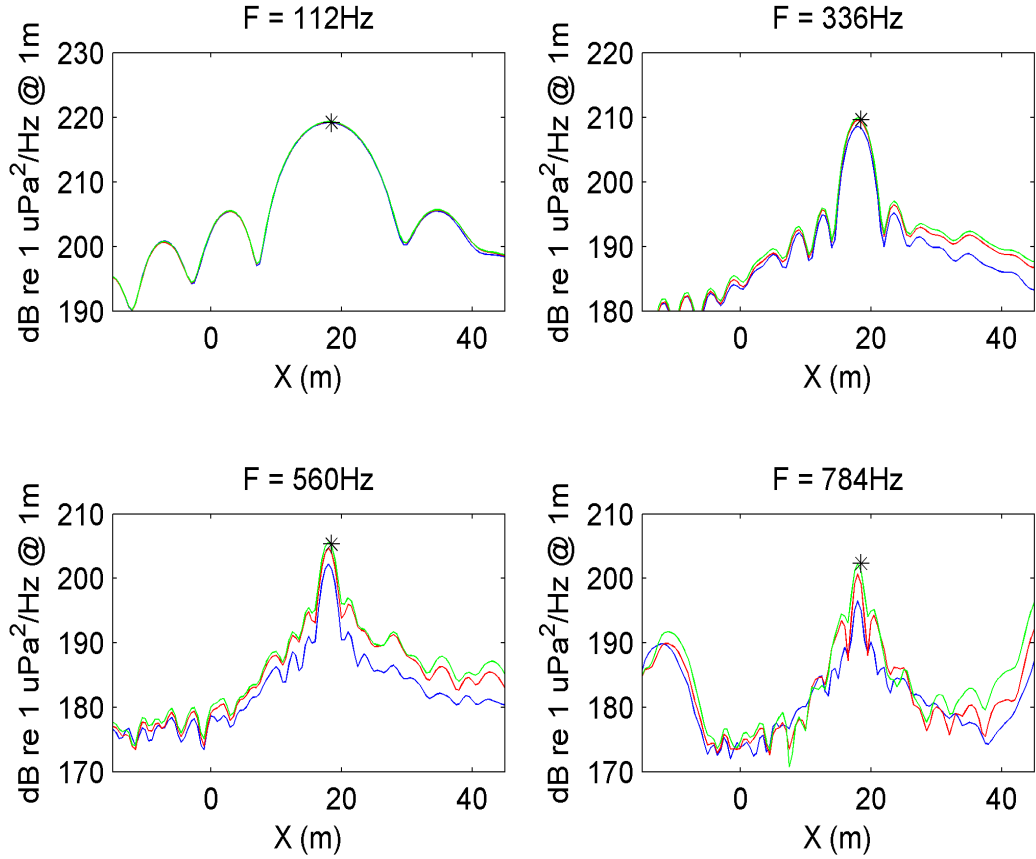 F = 112Hz
dB re 1 uPa²/Hz @ 1m
230
220
210
200
190
0
20
40
X (m)
F = 336Hz
dB re 1 uPa²/Hz @ 1m
220
210
200
190
180
0
20
40
X (m)
F = 560Hz
dB re 1 uPa²/Hz @ 1m
210
200
190
180
170
0
20
40
X (m)
F = 784Hz
dB re 1 uPa²/Hz @ 1m
210
200
190
180
170
0
20
40
X (m)